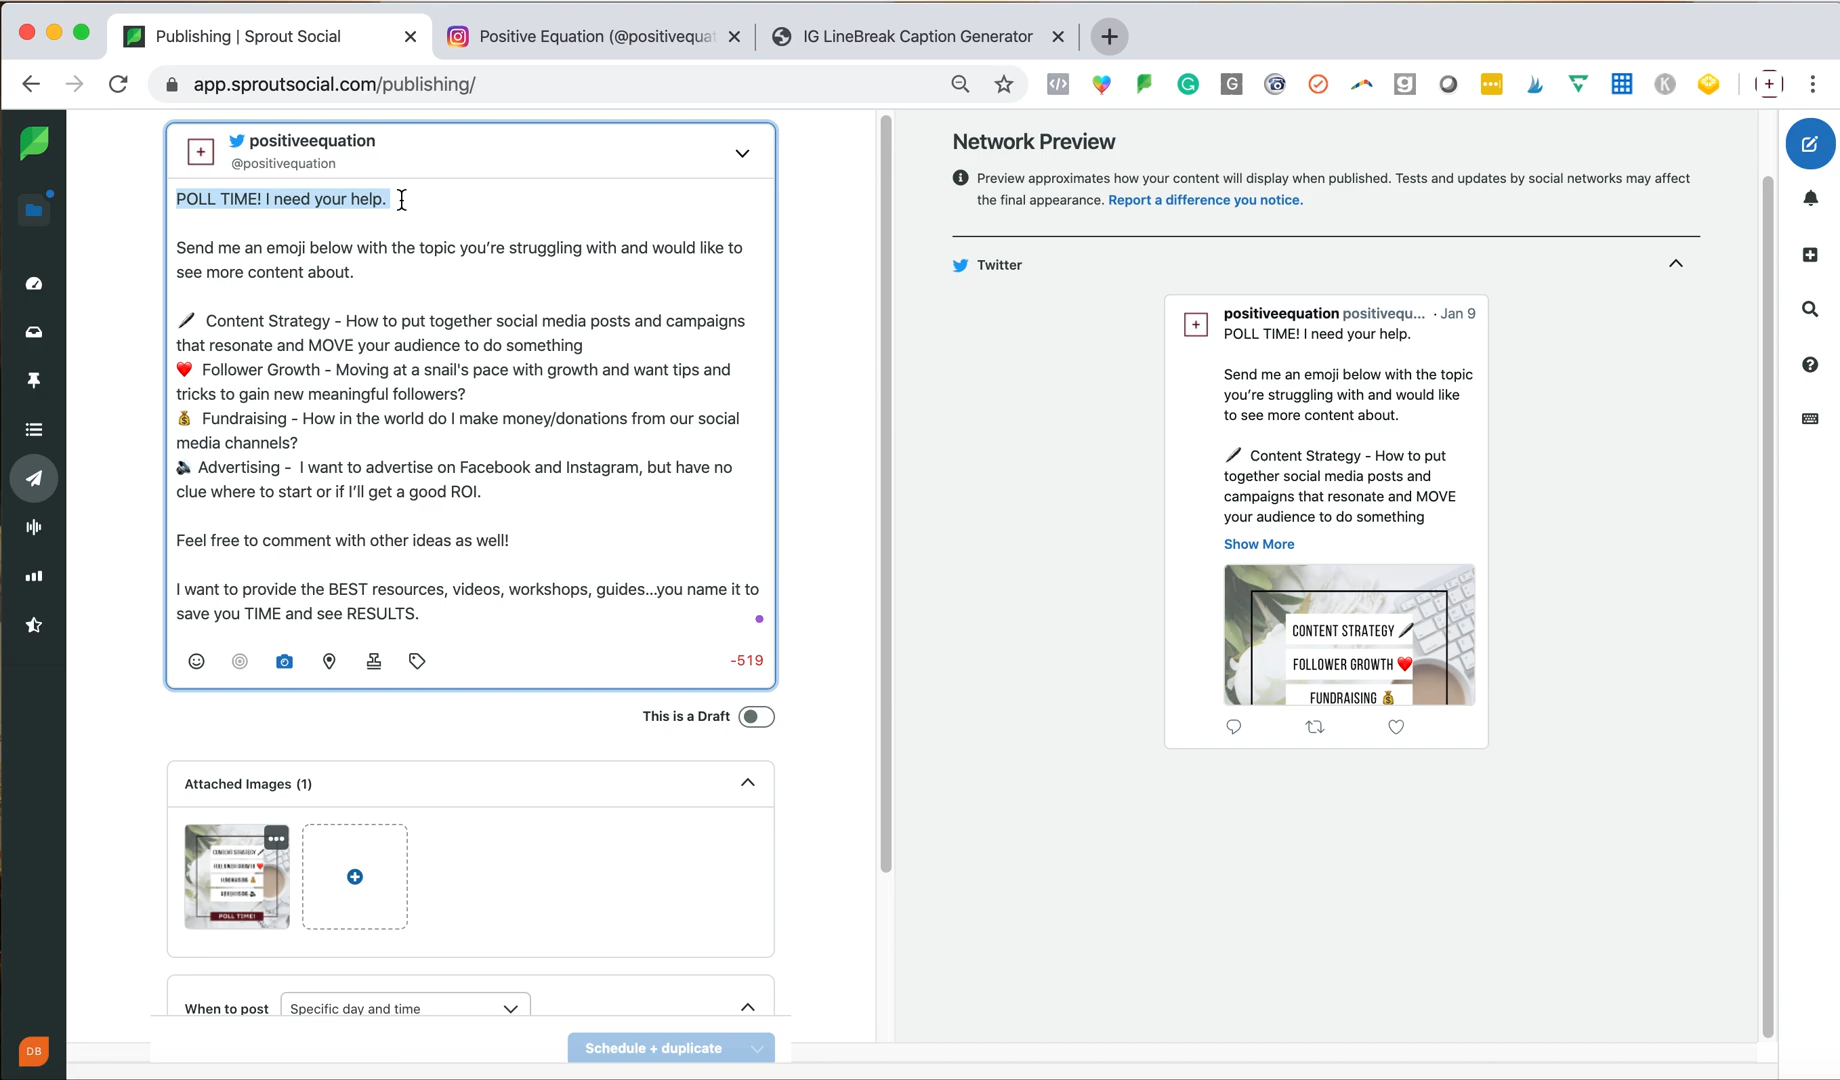 Publishing | Sprout Social
Positive Equation (@positivequat
IG LineBreak Caption Generator
app.sproutsocial.com/publishing/
positiveequation
@positivequation
POLL TIME! I need your help.
Send me an emoji below with the topic you're struggling with and would like to
see more content about.
🖋 Content Strategy - How to put together social media posts and campaigns
that resonate and MOVE your audience to do something
❤️ Follower Growth - Moving at a snail's pace with growth and want tips and
tricks to gain new meaningful followers?
💰 Fundraising - How in the world do I make money/donations from our social
media channels?
🔊 Advertising -  I want to advertise on Facebook and Instagram, but have no
clue where to start or if I'll get a good ROI.
Feel free to comment with other ideas as well!
I want to provide the BEST resources, videos, workshops, guides...you name it to
save you TIME and see RESULTS.
-519
This is a Draft
Attached Images (1)
CONTENT STRATEGY
FOLLOWER GROWTH
FUNDRAISING
ADVERTISING
POLL TIME!
When to post
Specific day and time
Schedule + duplicate
DB
Network Preview
Preview approximates how your content will display when published. Tests and updates by social networks may affect
the final appearance. Report a difference you notice.
Twitter
positiveequation positivequ... · Jan 9
POLL TIME! I need your help.
Send me an emoji below with the topic
you're struggling with and would like
to see more content about.
🖋 Content Strategy - How to put
together social media posts and
campaigns that resonate and MOVE
your audience to do something
Show More
CONTENT STRATEGY 🖋
FOLLOWER GROWTH ❤️
FUNDRAISING 💰